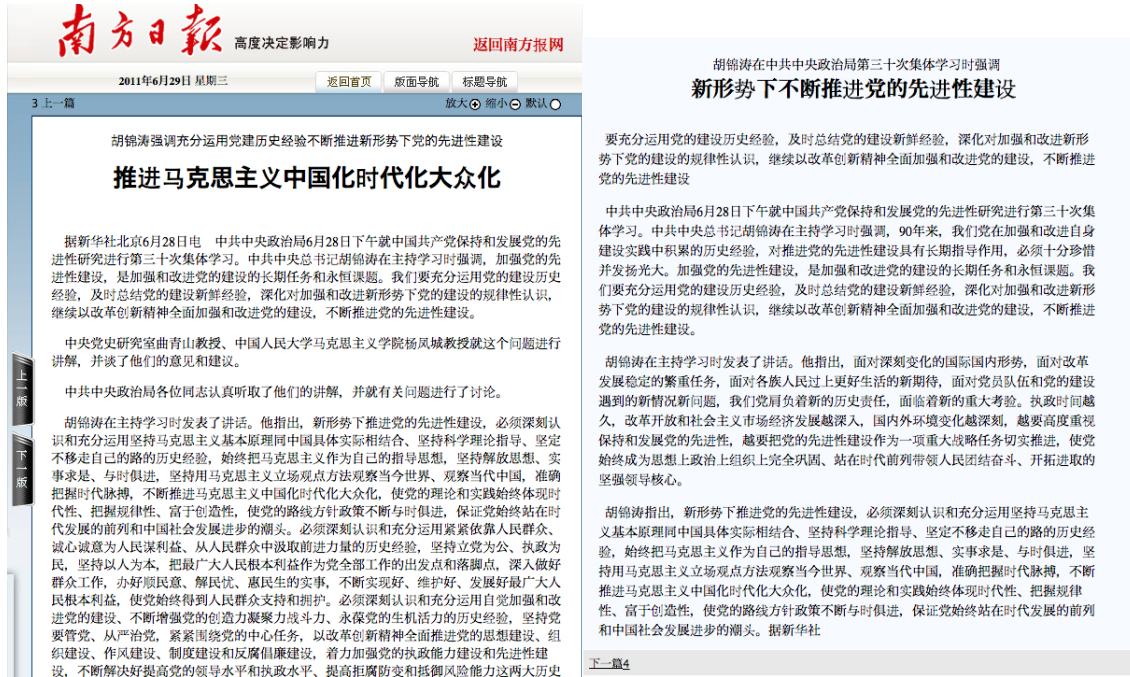 南方日报 高度决定影响力
返回南方报网
2011年6月29日 星期三
返回首页 版面导航 标题导航
3 上一篇
放大 缩小 默认
胡锦涛强调充分运用党建历史经验不断推进新形势下党的先进性建设
推进马克思主义中国化时代化大众化
据新华社北京6月28日电 中共中央政治局6月28日下午就中国共产党保持和发展党的先
进性研究进行第三十次集体学习。中共中央总书记胡锦涛在主持学习时强调，加强党的先
进性建设，是加强和改进党的建设的长期任务和永恒课题。我们要充分运用党的建设历史
经验，及时总结党的建设新鲜经验，深化对加强和改进新形势下党的建设的规律性认识，
继续以改革创新精神全面加强和改进党的建设，不断推进党的先进性建设。
中央党史研究室曲青山教授、中国人民大学马克思主义学院杨凤城教授就这个问题进行
讲解，并谈了他们的意见和建议。
中共中央政治局各位同志认真听取了他们的讲解，并就有关问题进行了讨论。
胡锦涛在主持学习时发表了讲话。他指出，新形势下推进党的先进性建设，必须深刻认
识和充分运用坚持马克思主义基本原理同中国具体实际相结合、坚持科学理论指导、坚定
不移走自己的路的历史经验，始终把马克思主义作为自己的指导思想，坚持解放思想、实
事求是、与时俱进，坚持用马克思主义立场观点方法观察当今世界、观察当代中国，准确
把握时代脉搏，不断推进马克思主义中国化时代化大众化，使党的理论和实践始终体现时
代性、把握规律性、富于创造性，使党的路线方针政策不断与时俱进，保证党始终站在时
代发展的前列和中国社会发展进步的潮头。必须深刻认识和充分运用紧紧依靠人民群众、
诚心诚意为人民谋利益、从人民群众中汲取前进力量的历史经验，坚持立党为公、执政为
民，坚持以人为本，把最广大人民根本利益作为党全部工作的出发点和落脚点，深入做好
群众工作，办好顺民意、解民忧、惠民生的实事，不断实现好、维护好、发展好最广大人
民根本利益，使党始终得到人民群众支持和拥护。必须深刻认识和充分运用自觉加强和改
进党的建设、不断增强党的创造力凝聚力战斗力、永葆党的生机活力的历史经验，坚持党
要管党、从严治党，紧紧围绕党的中心任务，以改革创新精神全面推进党的思想建设、组
织建设、作风建设、制度建设和反腐倡廉建设，着力加强党的执政能力建设和先进性建
设，不断解决好提高党的领导水平和执政水平、提高拒腐防变和抵御风险能力这两大历史
上一版
下一版
胡锦涛在中共中央政治局第三十次集体学习时强调
新形势下不断推进党的先进性建设
要充分运用党的建设历史经验，及时总结党的建设新鲜经验，深化对加强和改进新形
势下党的建设的规律性认识，继续以改革创新精神全面加强和改进党的建设，不断推进
党的先进性建设
中共中央政治局6月28日下午就中国共产党保持和发展党的先进性研究进行第三十次集
体学习。中共中央总书记胡锦涛在主持学习时强调，90年来，我们党在加强和改进自身
建设实践中积累的历史经验，对推进党的先进性建设具有长期指导作用，必须十分珍惜
并发扬光大。加强党的先进性建设，是加强和改进党的建设的长期任务和永恒课题。我
们要充分运用党的建设历史经验，及时总结党的建设新鲜经验，深化对加强和改进新形
势下党的建设的规律性认识，继续以改革创新精神全面加强和改进党的建设，不断推进
党的先进性建设。
胡锦涛在主持学习时发表了讲话。他指出，面对深刻变化的国际国内形势，面对改革
发展稳定的繁重任务，面对各族人民过上更好生活的新期待，面对党员队伍和党的建设
遇到的新情况新问题，我们党肩负着新的历史责任，面临着新的重大考验。执政时间越
久，改革开放和社会主义市场经济发展越深入，国内外环境变化越深刻，越要高度重视
保持和发展党的先进性，越要把党的先进性建设作为一项重大战略任务切实推进，使党
始终成为思想上政治上组织上完全巩固、站在时代前列带领人民团结奋斗、开拓进取的
坚强领导核心。
胡锦涛指出，新形势下推进党的先进性建设，必须深刻认识和充分运用坚持马克思主
义基本原理同中国具体实际相结合、坚持科学理论指导、坚定不移走自己的路的历史经
验，始终把马克思主义作为自己的指导思想，坚持解放思想、实事求是、与时俱进，坚
持用马克思主义立场观点方法观察当今世界、观察当代中国，准确把握时代脉搏，不断
推进马克思主义中国化时代化大众化，使党的理论和实践始终体现时代性、把握规律
性、富于创造性，使党的路线方针政策不断与时俱进，保证党始终站在时代发展的前列
和中国社会发展进步的潮头。据新华社
下一篇4